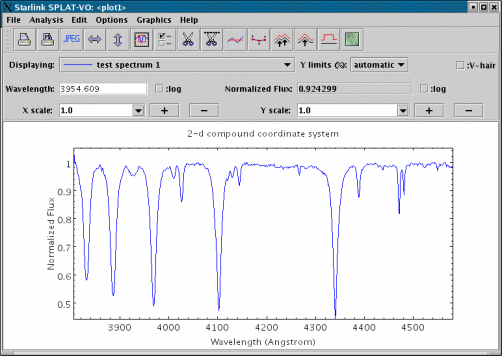 Starlink SPLAT-VO: <plot1>
File Analysis Edit Options Graphics Help
JPEG
Displaying: test spectrum 1 Y limits (%): automatic :V-hair
Wavelength: 3954.609 :log Normalized Flux: 0.924299 :log
X scale: 1.0 + − Y scale: 1.0 + −
2-d compound coordinate system
1
0.9
0.8
0.7
0.6
0.5
Normalized Flux
3900 4000 4100 4200 4300 4400 4500
Wavelength (Angstrom)